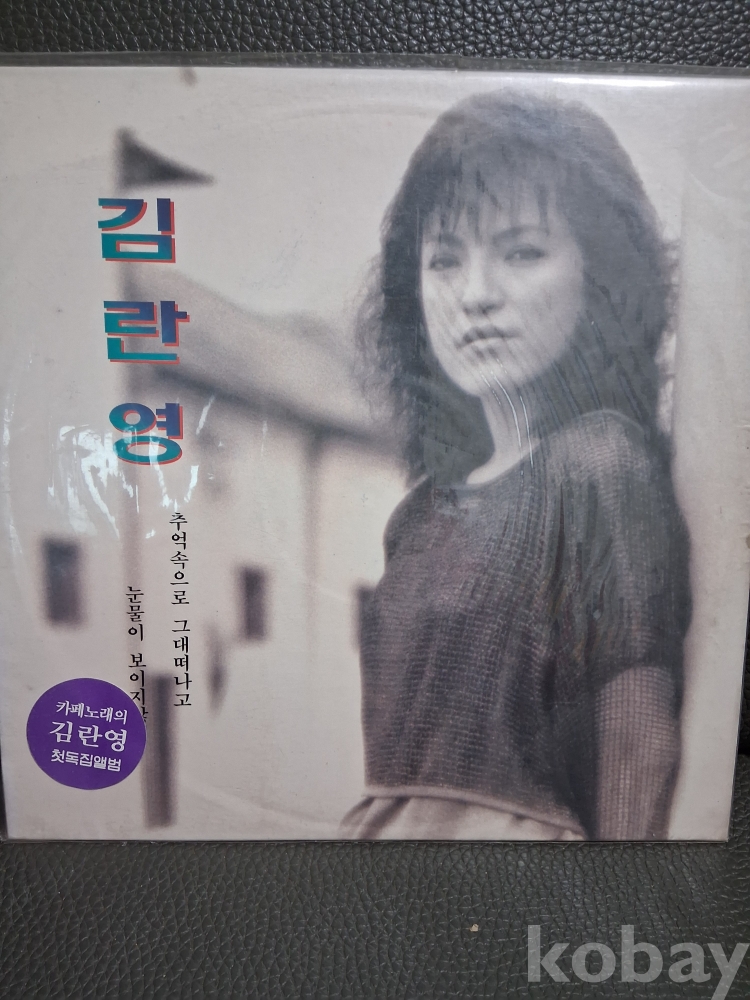 김란영
추억속으로 그대떠나고
눈물이 보이지
카페노래의
김란영
첫독집앨범
kobay